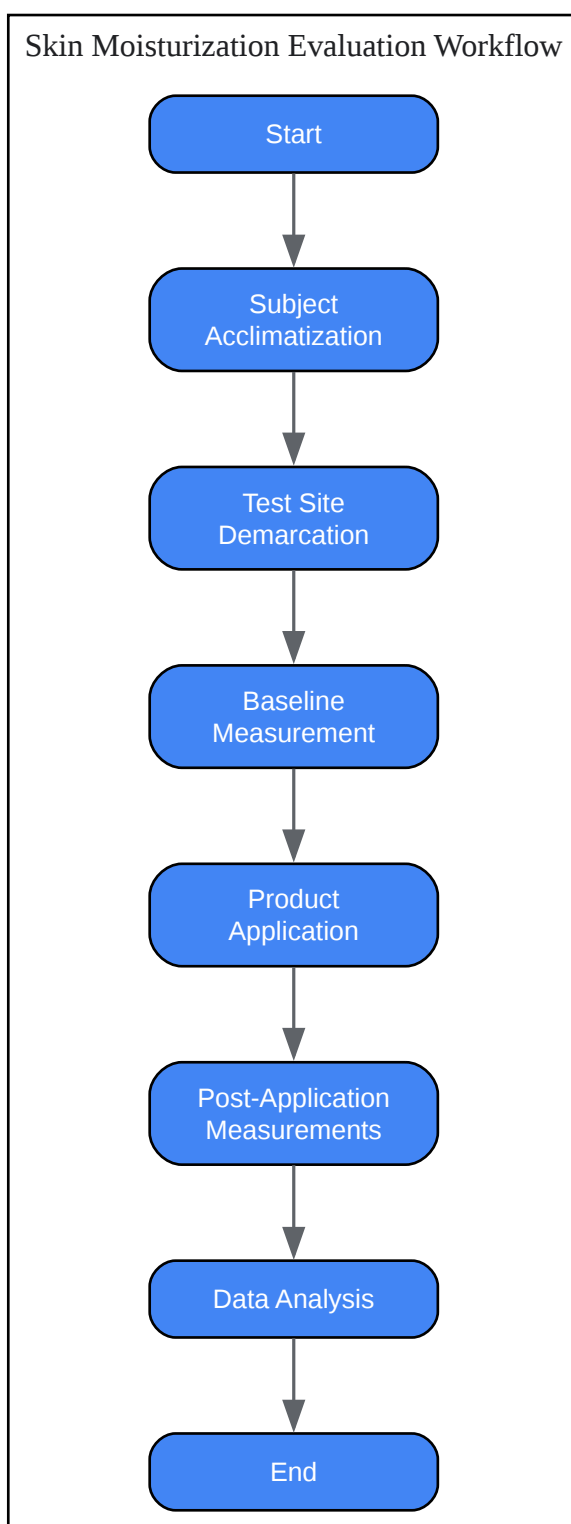 Skin Moisturization Evaluation Workflow
Start
Subject
Acclimatization
Test Site
Demarcation
Baseline
Measurement
Product
Application
Post-Application
Measurements
Data Analysis
End